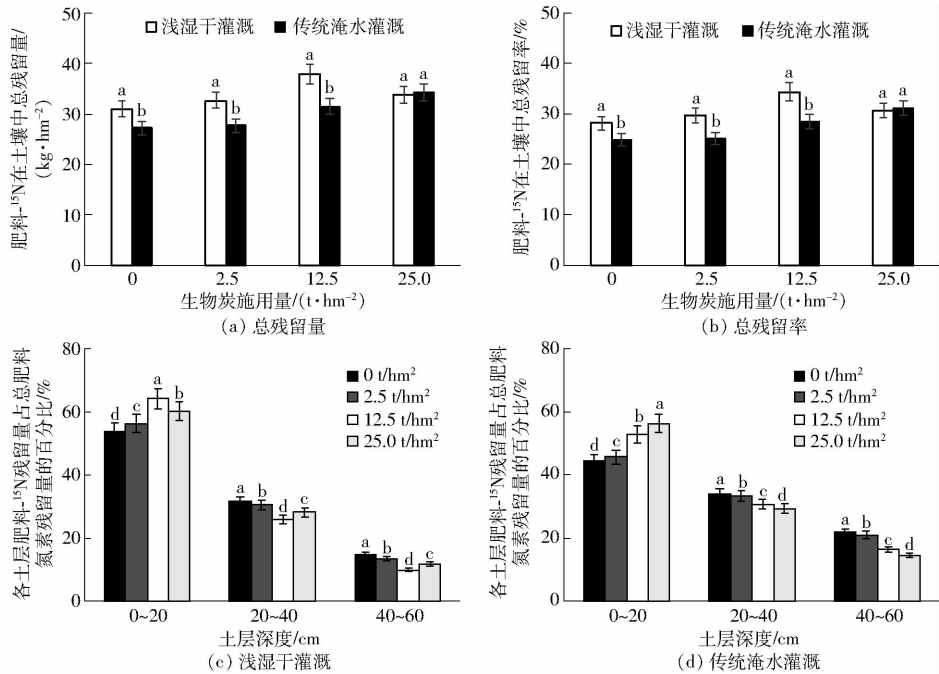 浅湿干灌溉 传统淹水灌溉
肥料-¹⁵N在土壤中总残留量/
(kg·hm⁻²)
50
40
30
20
10
0
a b a b a b a a
0 2.5 12.5 25.0
生物炭施用量/(t·hm⁻²)
(a) 总残留量
浅湿干灌溉 传统淹水灌溉
肥料-¹⁵N在土壤中总残留率/%
50
40
30
20
10
0
a b a b a b a a
0 2.5 12.5 25.0
生物炭施用量/(t·hm⁻²)
(b) 总残留率
各土层肥料-¹⁵N残留量占总肥料
氮素残留量的百分比/%
80
60
40
20
0
0 t/hm²
2.5 t/hm²
12.5 t/hm²
25.0 t/hm²
d c a b
a b d c
a b d c
0~20 20~40 40~60
土层深度/cm
(c) 浅湿干灌溉
各土层肥料-¹⁵N残留量占总肥料
氮素残留量的百分比/%
80
60
40
20
0
0 t/hm²
2.5 t/hm²
12.5 t/hm²
25.0 t/hm²
d c b a
a b c d
a b c d
0~20 20~40 40~60
土层深度/cm
(d) 传统淹水灌溉